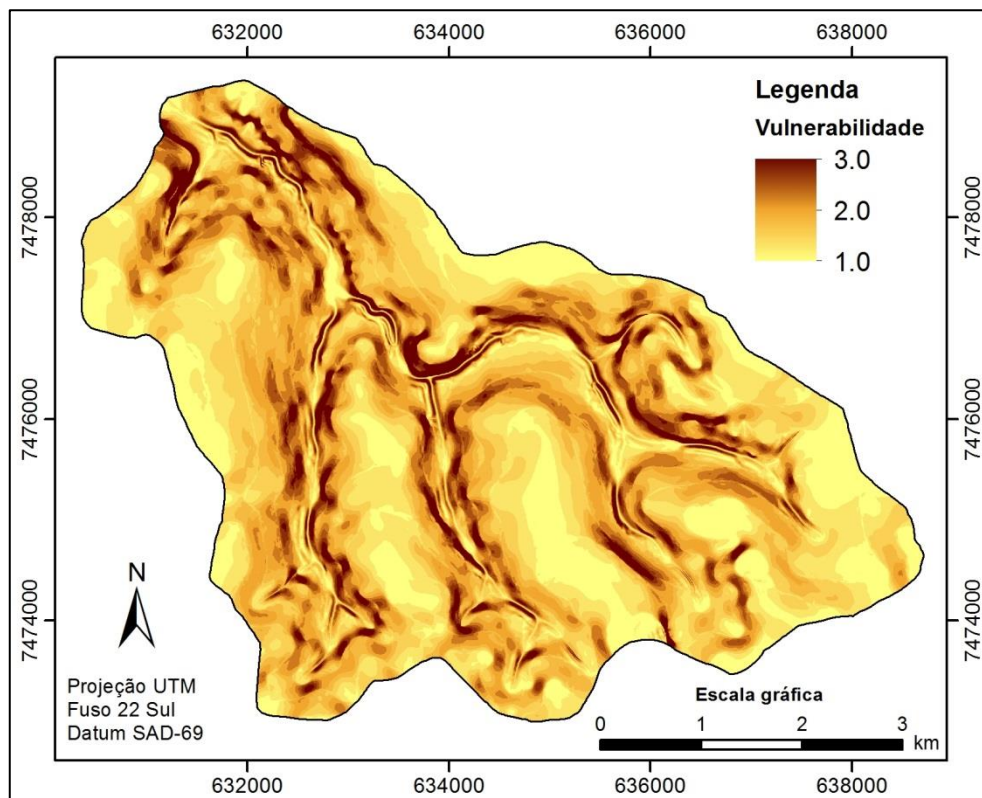 632000 634000 636000 638000
Legenda
Vulnerabilidade
3.0
2.0
1.0
7478000 7478000
7476000 7476000
7474000 7474000
N
Projeção UTM
Fuso 22 Sul
Datum SAD-69
Escala gráfica
0 1 2 3
km
632000 634000 636000 638000